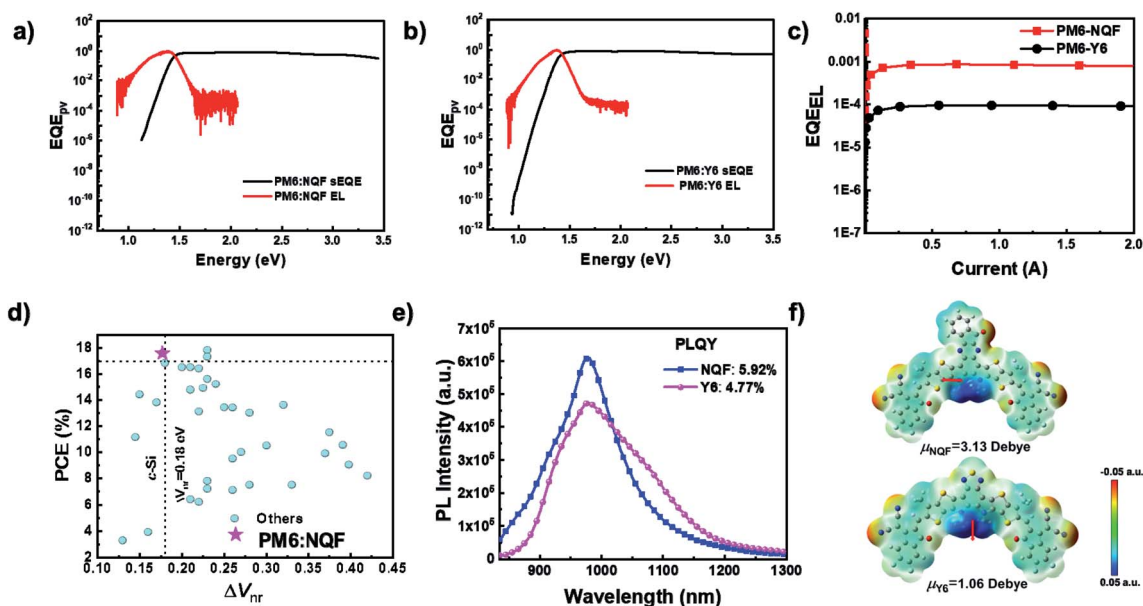 a)
EQEpv
10²
10⁰
10⁻²
10⁻⁴
10⁻⁶
10⁻⁸
10⁻¹⁰
10⁻¹²
PM6:NQF sEQE
PM6:NQF EL
1.0 1.5 2.0 2.5 3.0 3.5
Energy (eV)
b)
EQEpv
10²
10⁰
10⁻²
10⁻⁴
10⁻⁶
10⁻⁸
10⁻¹⁰
10⁻¹²
PM6:Y6 sEQE
PM6:Y6 EL
1.0 1.5 2.0 2.5 3.0 3.5
Energy (eV)
c)
EQE_EL
0.01
0.001
1E-4
1E-5
1E-6
1E-7
PM6-NQF
PM6-Y6
0.5 1.0 1.5 2.0
Current (A)
d)
PCE (%)
18
16
14
12
10
8
6
4
2
c-Si
ΔVnr=0.18 eV
Others
PM6:NQF
0.10 0.15 0.20 0.25 0.30 0.35 0.40 0.45
ΔVnr
e)
PL Intensity (a.u.)
7x10⁵
6x10⁵
5x10⁵
4x10⁵
3x10⁵
2x10⁵
1x10⁵
0
PLQY
NQF: 5.92%
Y6: 4.77%
900 1000 1100 1200 1300
Wavelength (nm)
f)
μNQF=3.13 Debye
μY6=1.06 Debye
-0.05 a.u.
0.05 a.u.